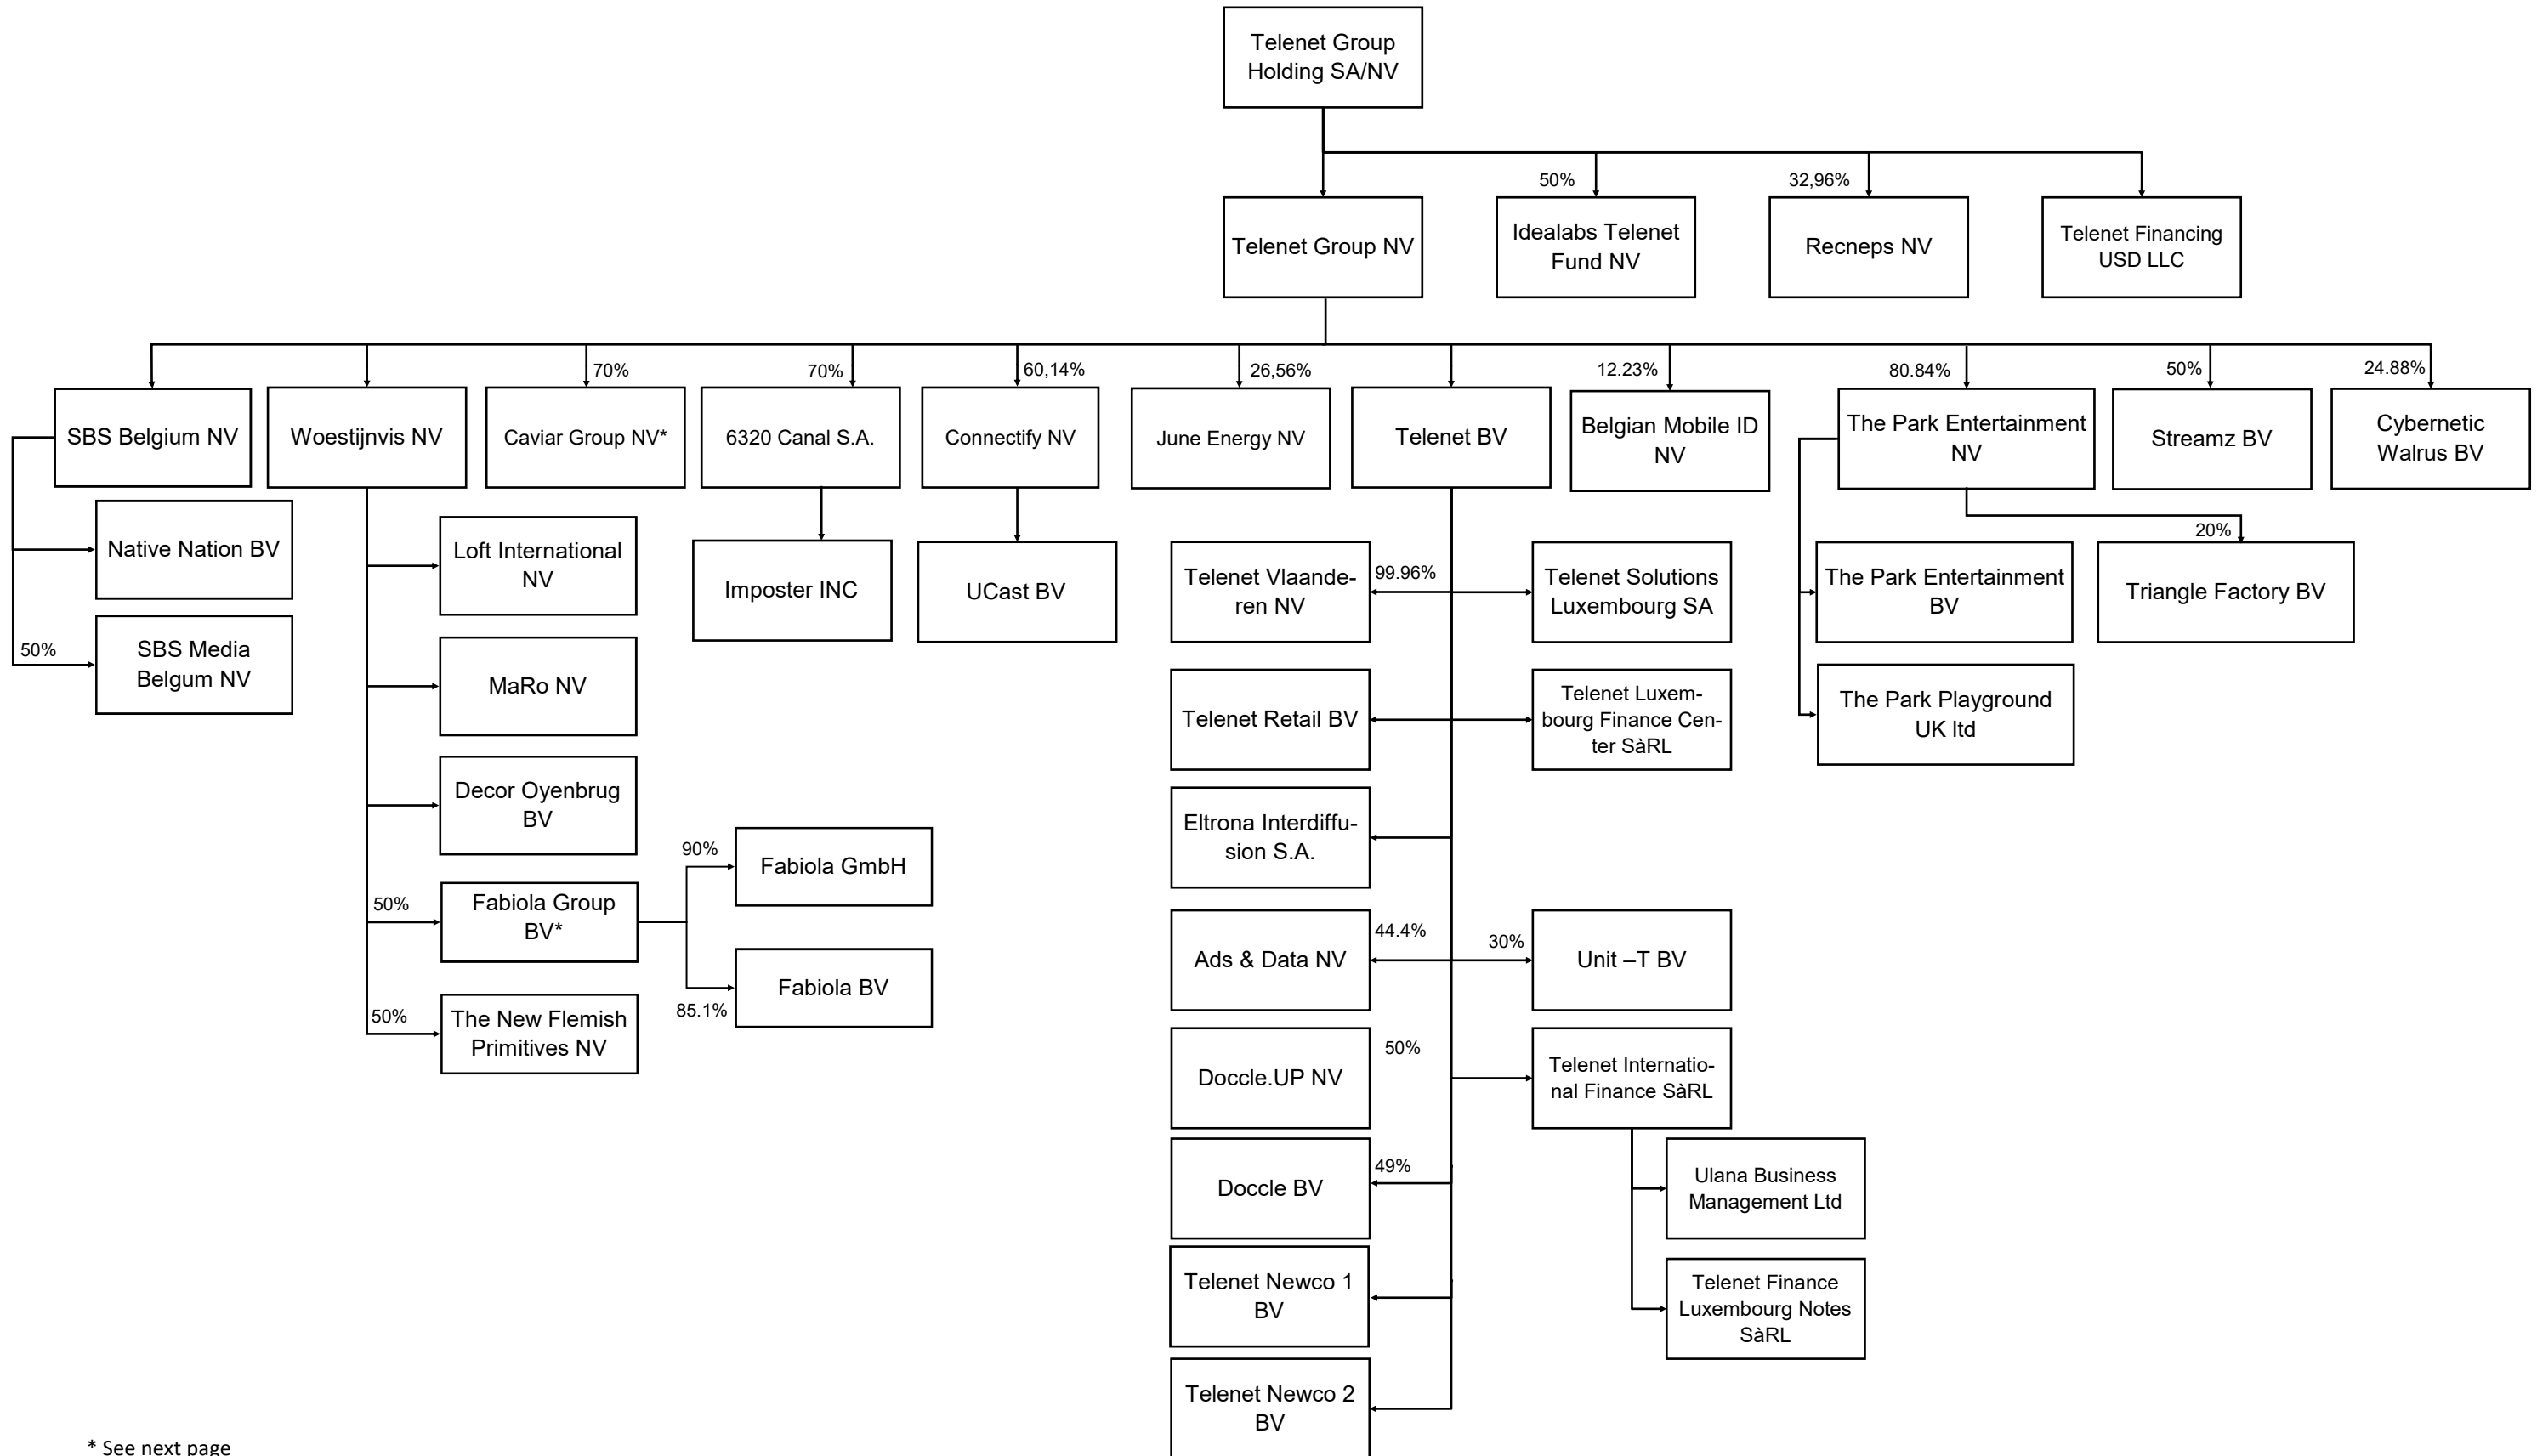 Telenet Group
Holding SA/NV
50%
32,96%
Telenet Group NV
Idealabs Telenet
Fund NV
Recneps NV
Telenet Financing
USD LLC
70%
70%
60,14%
26,56%
12.23%
80.84%
50%
24.88%
SBS Belgium NV
Woestijnvis NV
Caviar Group NV*
6320 Canal S.A.
Connectify NV
June Energy NV
Telenet BV
Belgian Mobile ID
NV
The Park Entertainment
NV
Streamz BV
Cybernetic
Walrus BV
Native Nation BV
50%
SBS Media
Belgum NV
Loft International
NV
MaRo NV
Decor Oyenbrug
BV
50%
Fabiola Group
BV*
90%
Fabiola GmbH
85.1%
Fabiola BV
50%
The New Flemish
Primitives NV
Imposter INC
UCast BV
Telenet Vlaande-
ren NV
99.96%
Telenet Solutions
Luxembourg SA
Telenet Retail BV
Telenet Luxem-
bourg Finance Cen-
ter SàRL
Eltrona Interdiffu-
sion S.A.
Ads & Data NV
44.4%
30%
Unit –T BV
Doccle.UP NV
50%
Telenet Internatio-
nal Finance SàRL
Doccle BV
49%
Ulana Business
Management Ltd
Telenet Newco 1
BV
Telenet Finance
Luxembourg Notes
SàRL
Telenet Newco 2
BV
20%
The Park Entertainment
BV
Triangle Factory BV
The Park Playground
UK ltd
* See next page